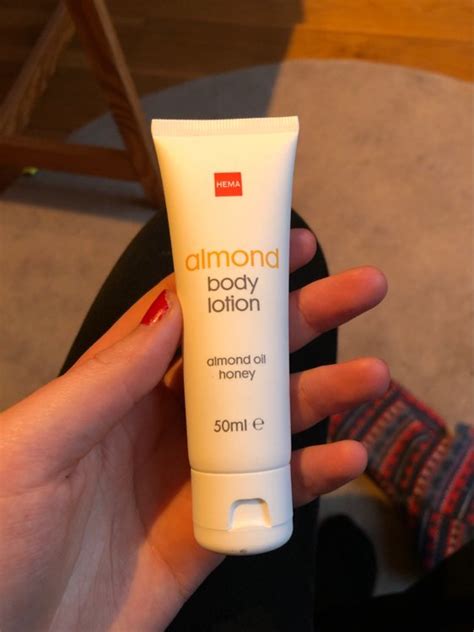 HEMA
almond
body
lotion
almond oil
honey
50ml ℮